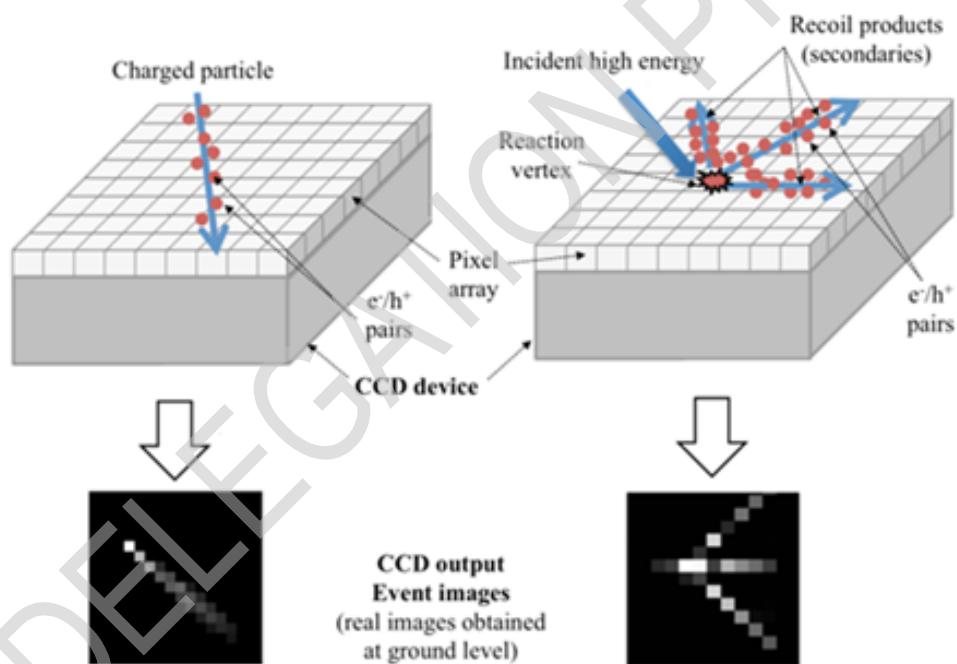 Charged particle
e⁻/h⁺
pairs
Pixel
array
CCD device
Incident high energy
Recoil products
(secondaries)
Reaction
vertex
e⁻/h⁺
pairs
CCD output
Event images
(real images obtained
at ground level)
DELEGATION